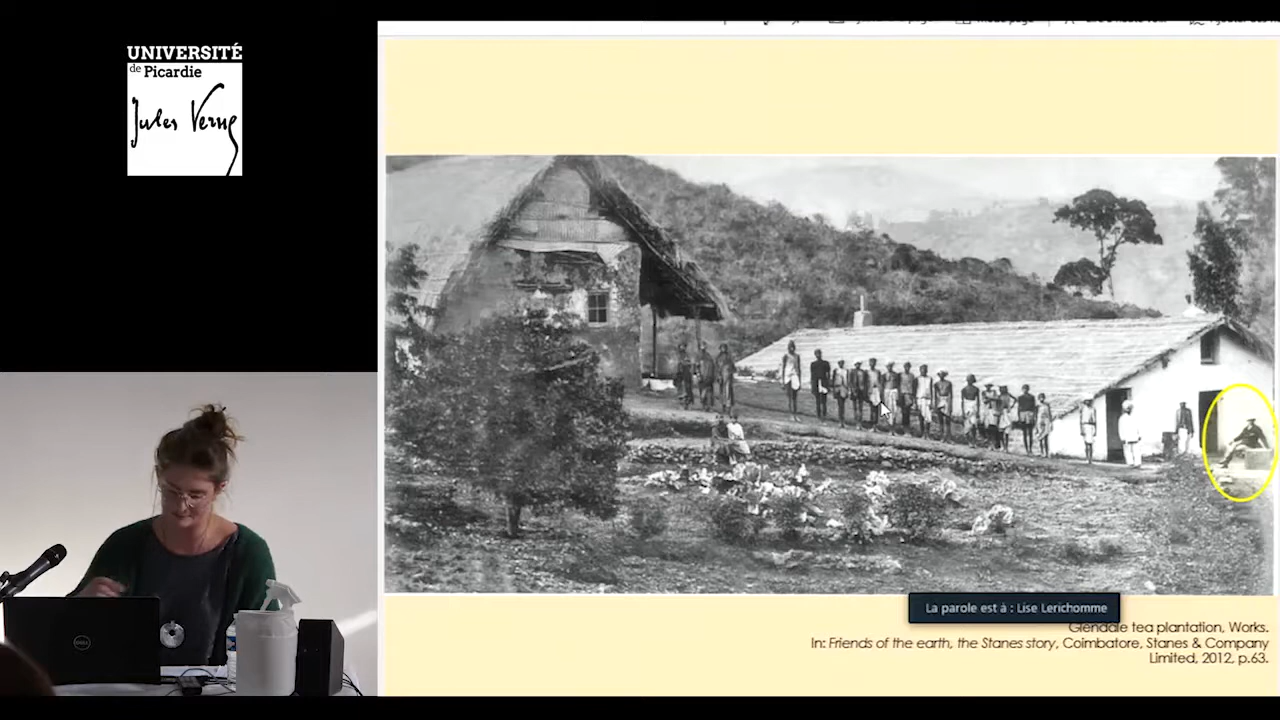 UNIVERSITÉ
de Picardie
Jules Verne
La parole est à : Lise Lerichomme
Glendale tea plantation, Works.
In: Friends of the earth, the Stanes story, Coimbatore, Stanes & Company
Limited, 2012, p.63.
DELL